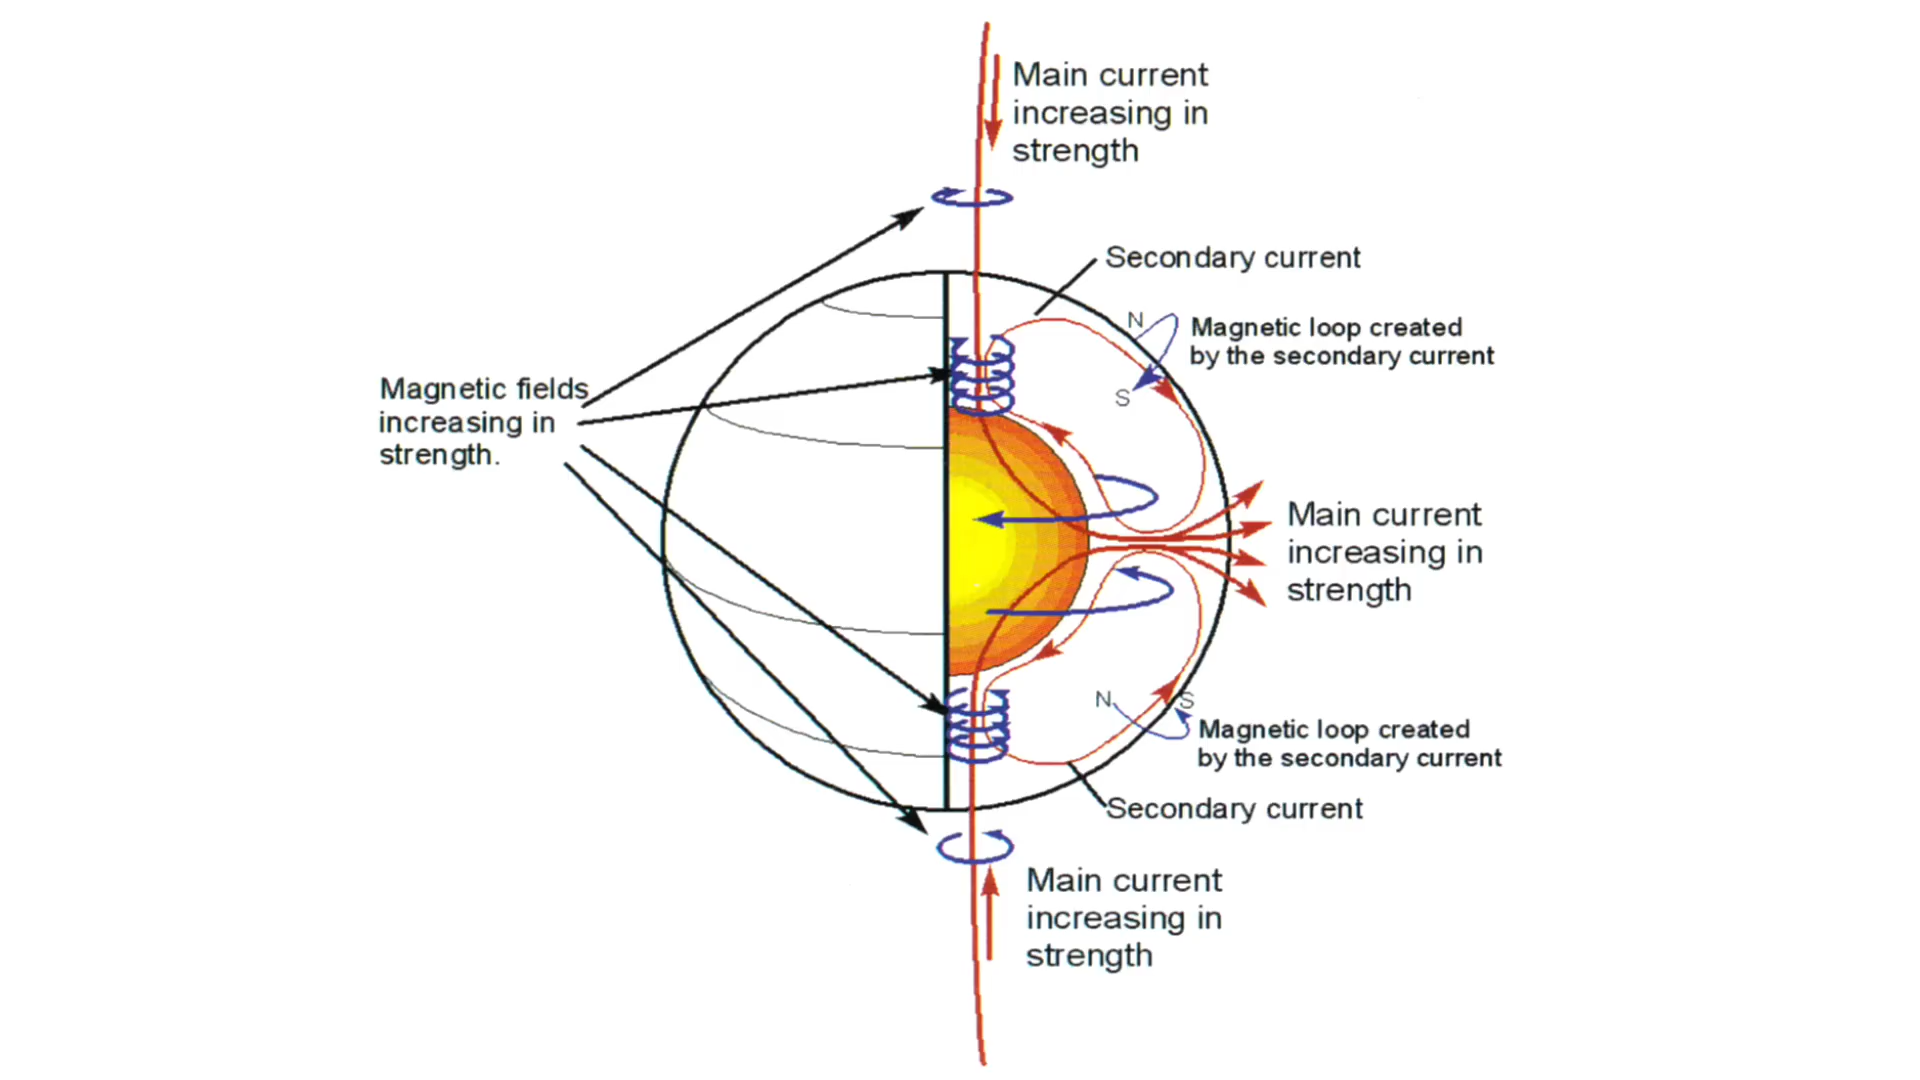 Main current
increasing in
strength
Secondary current
N
Magnetic loop created
by the secondary current
S
Magnetic fields
increasing in
strength.
Main current
increasing in
strength
N
S
Magnetic loop created
by the secondary current
Secondary current
Main current
increasing in
strength